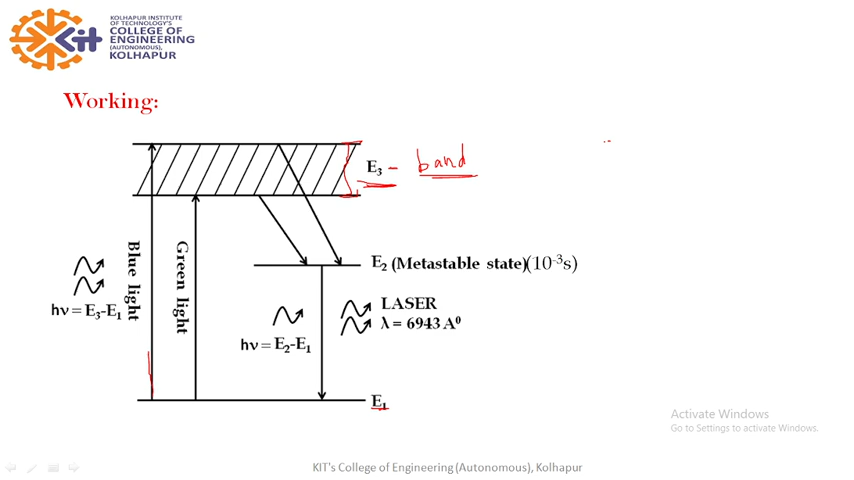 KOLHAPUR INSTITUTE
OF TECHNOLOGY'S
COLLEGE OF
ENGINEERING
(AUTONOMOUS),
KOLHAPUR
Kit
Working:
E₃ – band
Blue light
Green light
E₂ (Metastable state)(10⁻³s)
hν = E₃-E₁
LASER
λ = 6943 A⁰
hν = E₂-E₁
E₁
Activate Windows
Go to Settings to activate Windows.
KIT's College of Engineering (Autonomous), Kolhapur